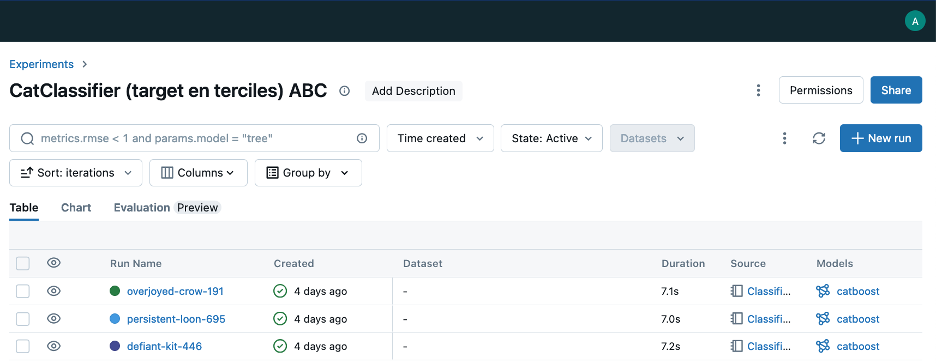 A
Experiments >
CatClassifier (target en terciles) ABC Add Description Permissions Share
metrics.rmse < 1 and params.model = "tree" Time created State: Active Datasets + New run
Sort: iterations Columns Group by
Table Chart Evaluation Preview
Run Name Created Dataset Duration Source Models
overjoyed-crow-191 4 days ago - 7.1s Classifi... catboost
persistent-loon-695 4 days ago - 7.0s Classifi... catboost
defiant-kit-446 4 days ago - 7.2s Classifi... catboost